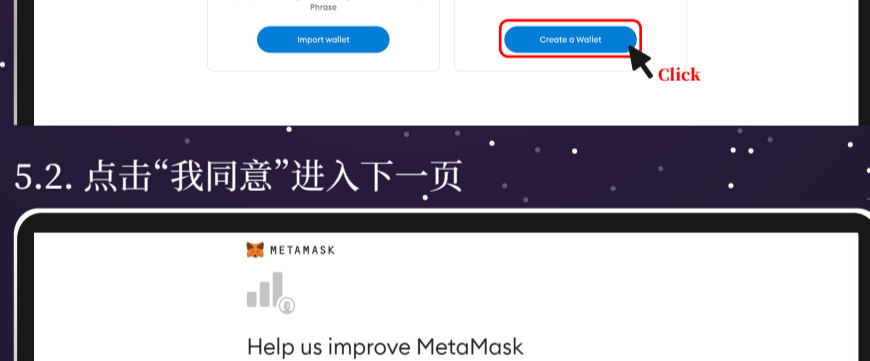 Phrase
Import wallet
Create a Wallet
Click
5.2. 点击“我同意”进入下一页
METAMASK
Help us improve MetaMask